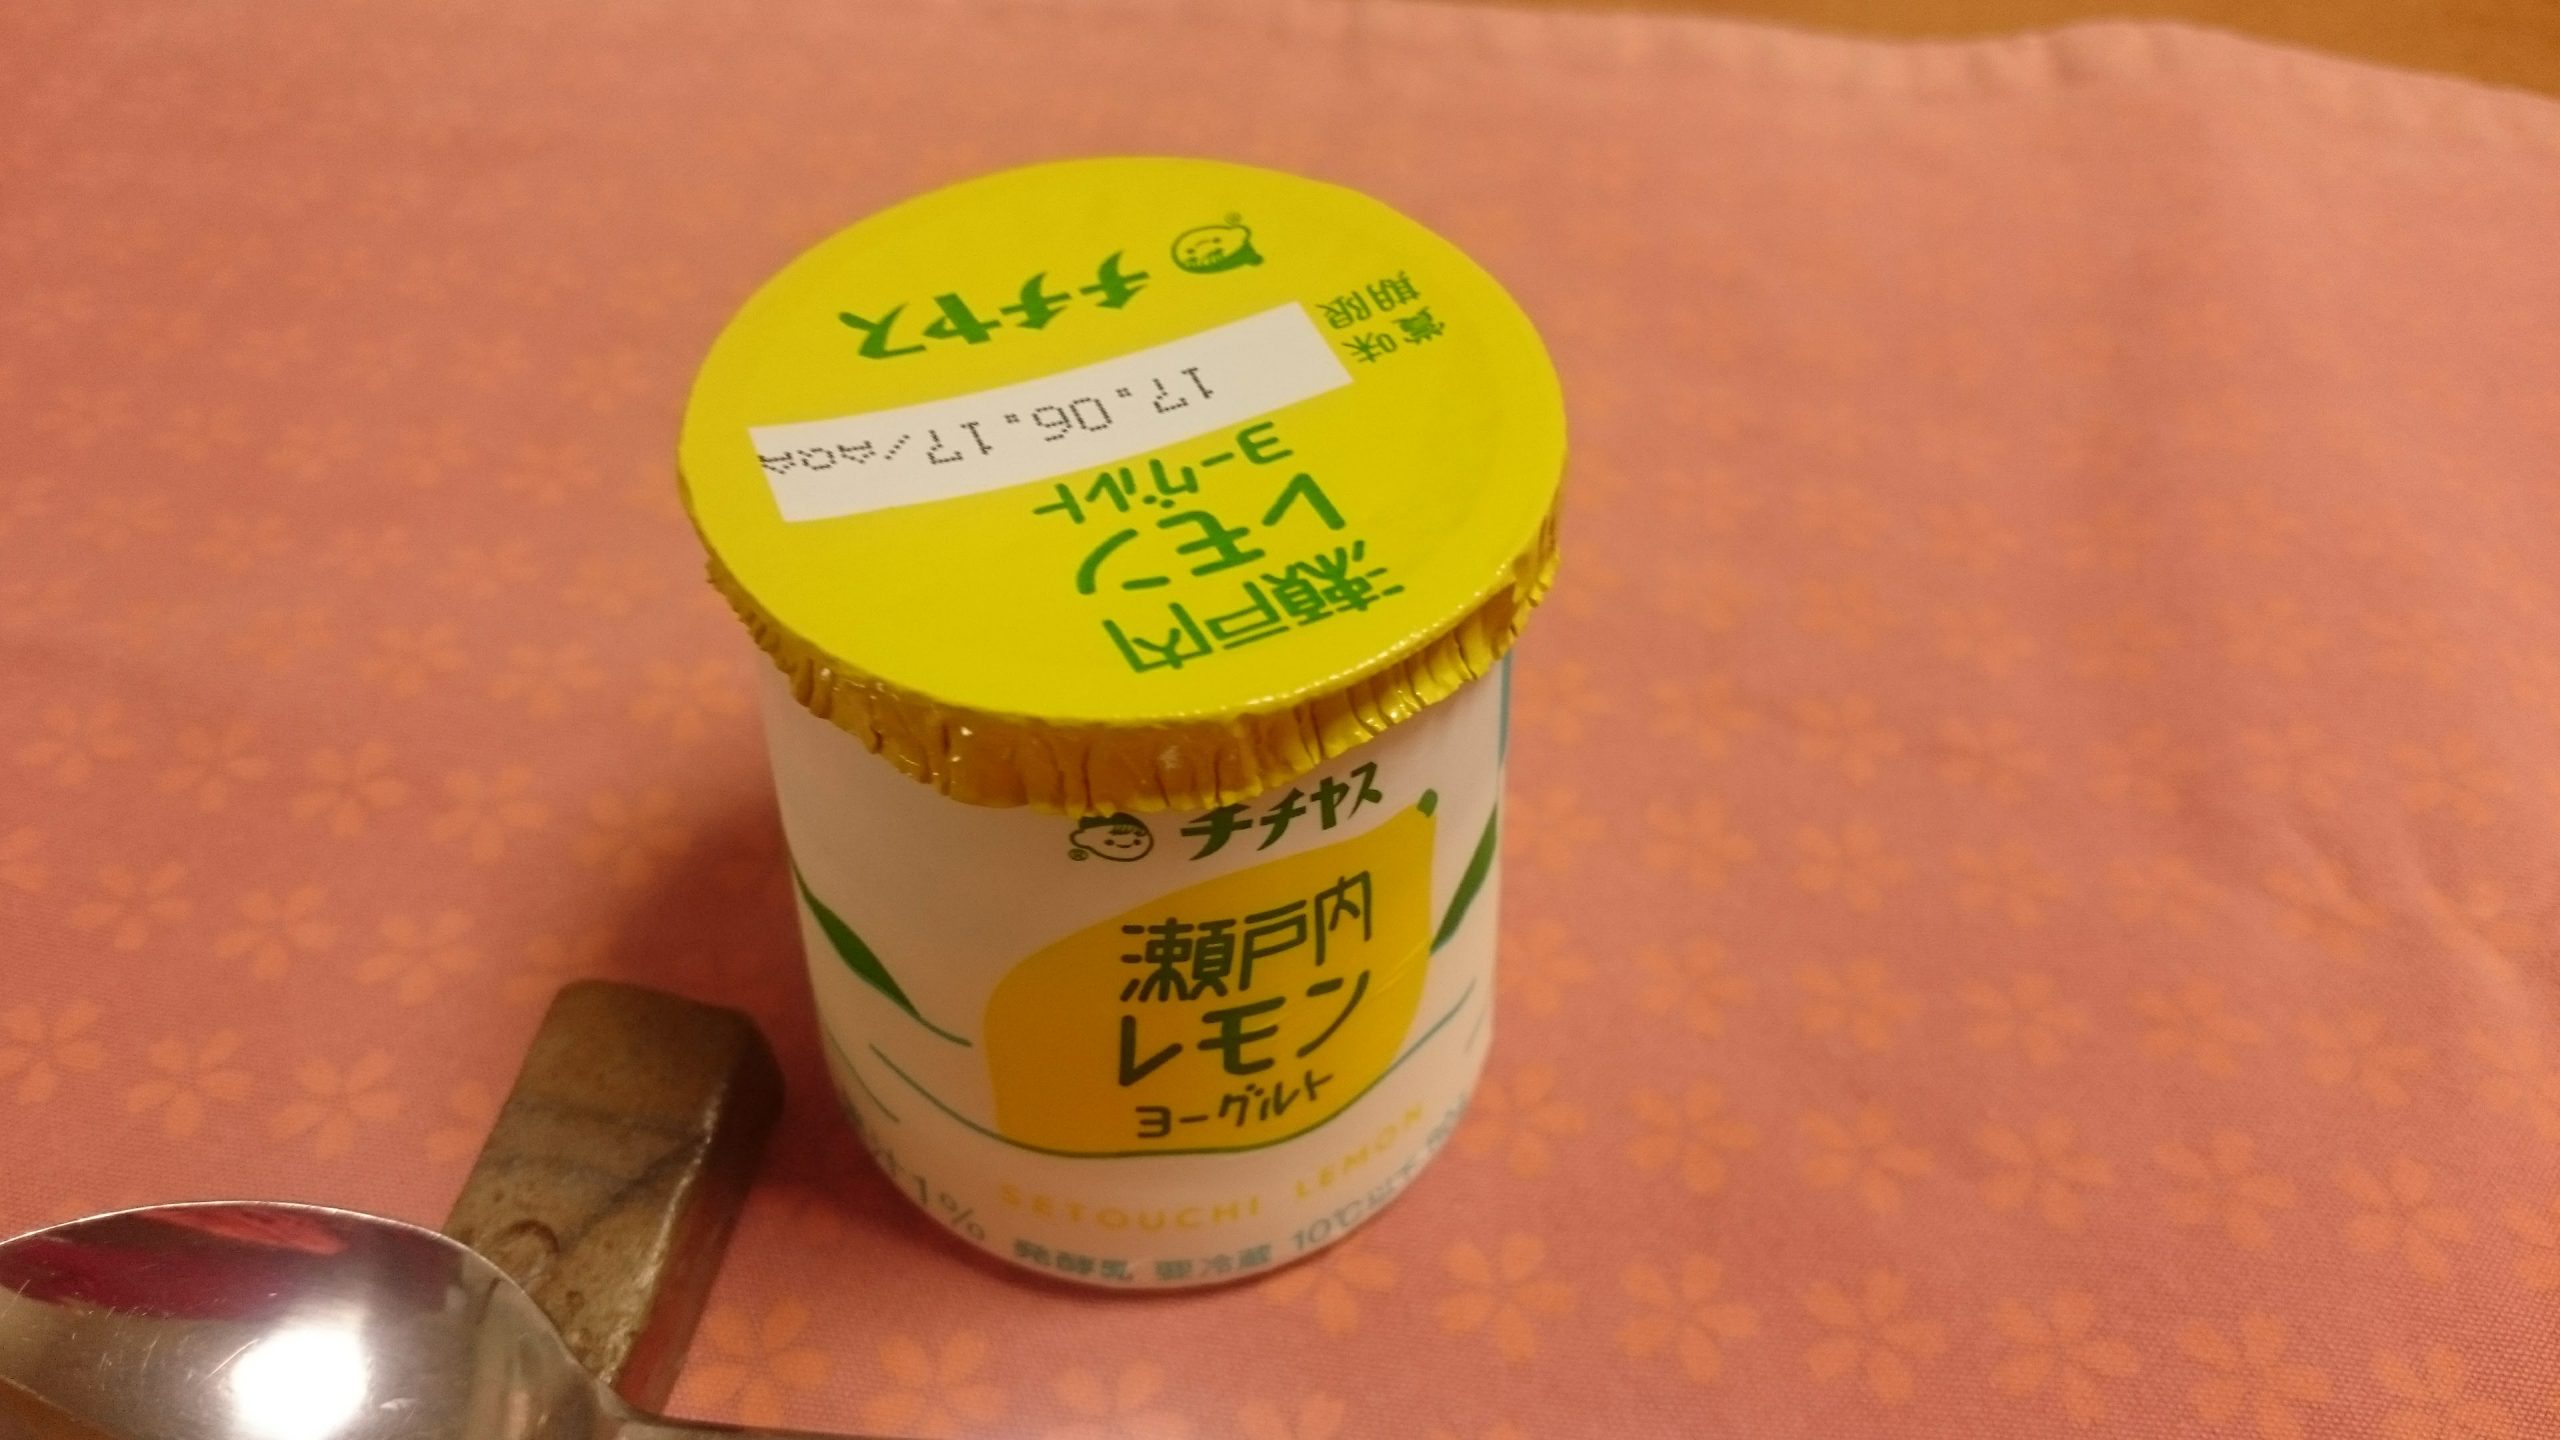 チチヤス
賞味
期限
17.06.17/AOA
瀬戸内
レモン
ヨーグルト
チチヤス
瀬戸内
レモン
ヨーグルト
SETOUCHI LEMON
1% 発酵乳 要冷蔵 10℃以下